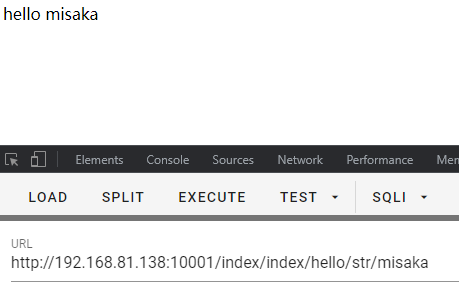 hello misaka
Elements Console Sources Network Performance
LOAD SPLIT EXECUTE TEST SQLI
URL
http://192.168.81.138:10001/index/index/hello/str/misaka